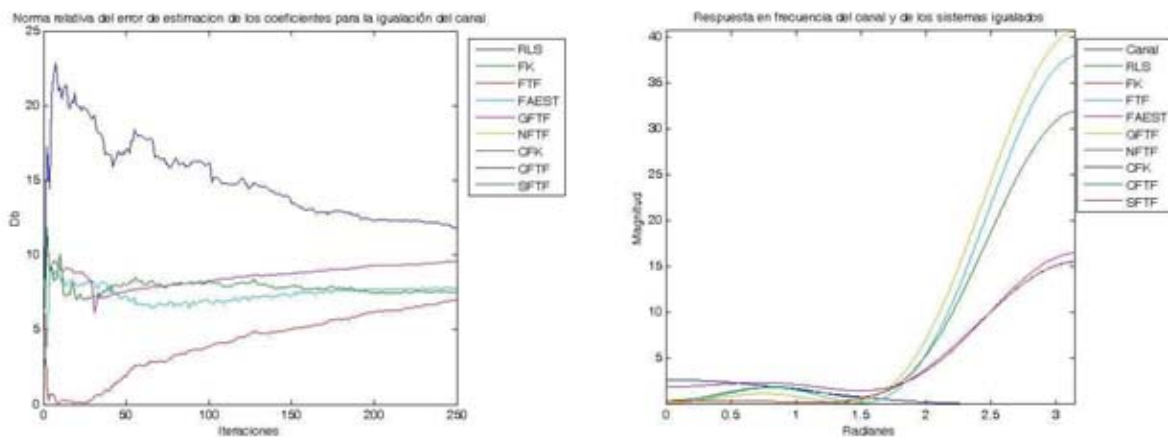 Norma relativa del error de estimacion de los coeficientes para la igualación del canal
25
20
15
10
5
0
Db
0
50
100
150
200
250
Iteraciones
RLS
FK
FTF
FAEST
GFTF
NFTF
CFK
CFTF
SFTF
Respuesta en frecuencia del canal y de los sistemas igualados
40
35
30
25
20
15
10
5
Magnitud
0
0.5
1
1.5
2
2.5
3
Radianes
Canal
RLS
FK
FTF
FAEST
GFTF
NFTF
CFK
CFTF
SFTF